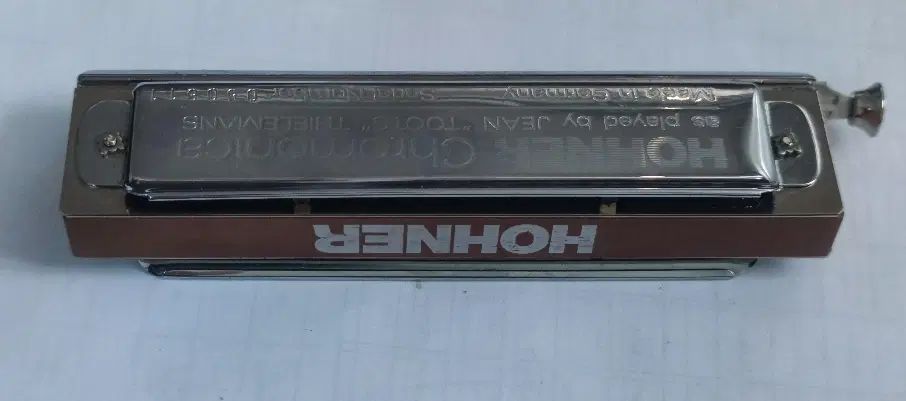 HOHNER
HOHNER Chromonica
as played by JEAN "TOOTS" THIELEMANS
Made in Germany